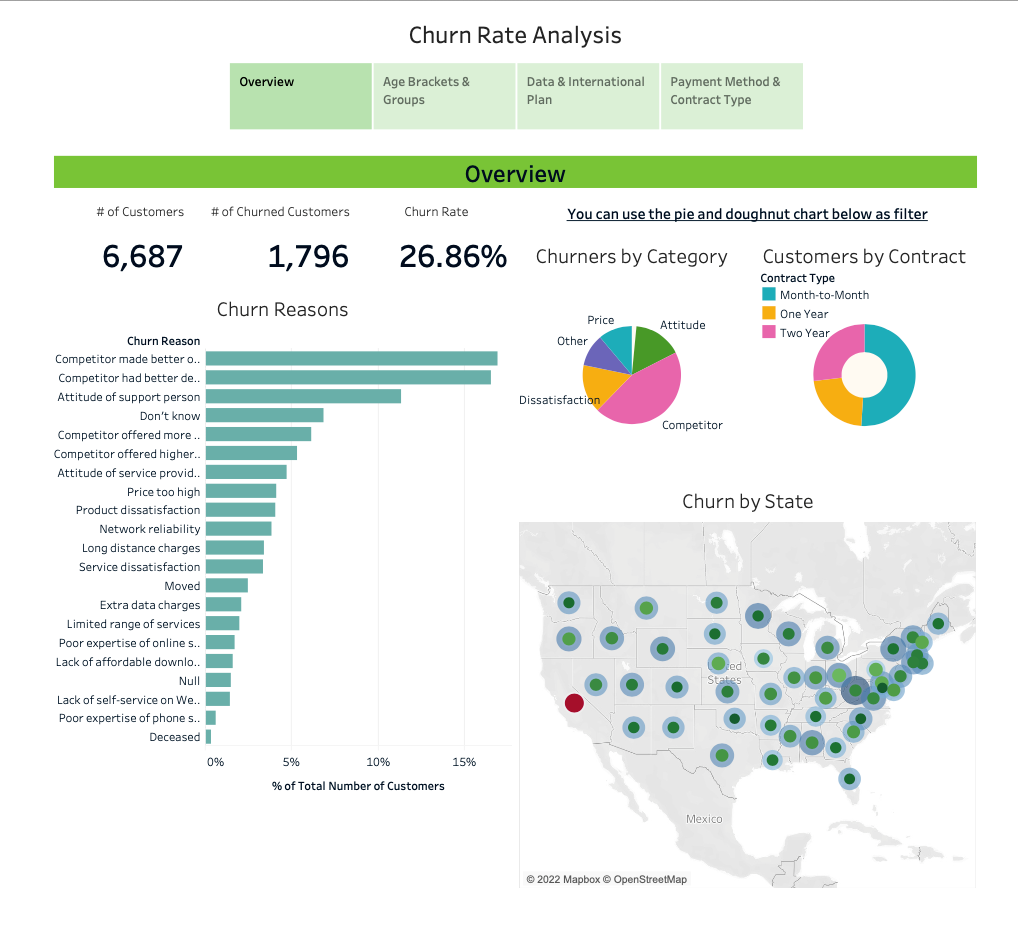 Churn Rate Analysis
Overview
Age Brackets &
Groups
Data & International
Plan
Payment Method &
Contract Type
Overview
# of Customers
# of Churned Customers
Churn Rate
6,687
1,796
26.86%
You can use the pie and doughnut chart below as filter
Churn Reasons
Churn Reason
Competitor made better o..
Competitor had better de..
Attitude of support person
Don't know
Competitor offered more ..
Competitor offered higher..
Attitude of service provid..
Price too high
Product dissatisfaction
Network reliability
Long distance charges
Service dissatisfaction
Moved
Extra data charges
Limited range of services
Poor expertise of online s..
Lack of affordable downlo..
Null
Lack of self-service on We..
Poor expertise of phone s..
Deceased
0%
5%
10%
15%
% of Total Number of Customers
Churners by Category
Price
Attitude
Other
Dissatisfaction
Competitor
Customers by Contract
Contract Type
Month-to-Month
One Year
Two Year
Churn by State
United
States
Mexico
© 2022 Mapbox © OpenStreetMap